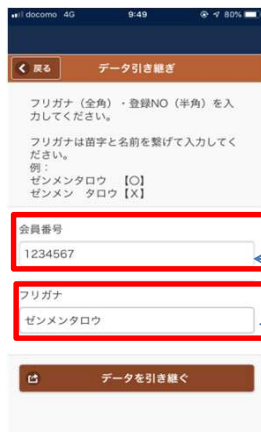 docomo 4G 9:49 80%
戻る データ引き継ぎ
フリガナ（全角）・登録NO（半角）を入
力してください。
フリガナは苗字と名前を繋げて入力してく
ださい。
例：
ゼンメンタロウ 【〇】
ゼンメン タロウ【X】
会員番号
1234567
フリガナ
ゼンメンタロウ
データを引き継ぐ